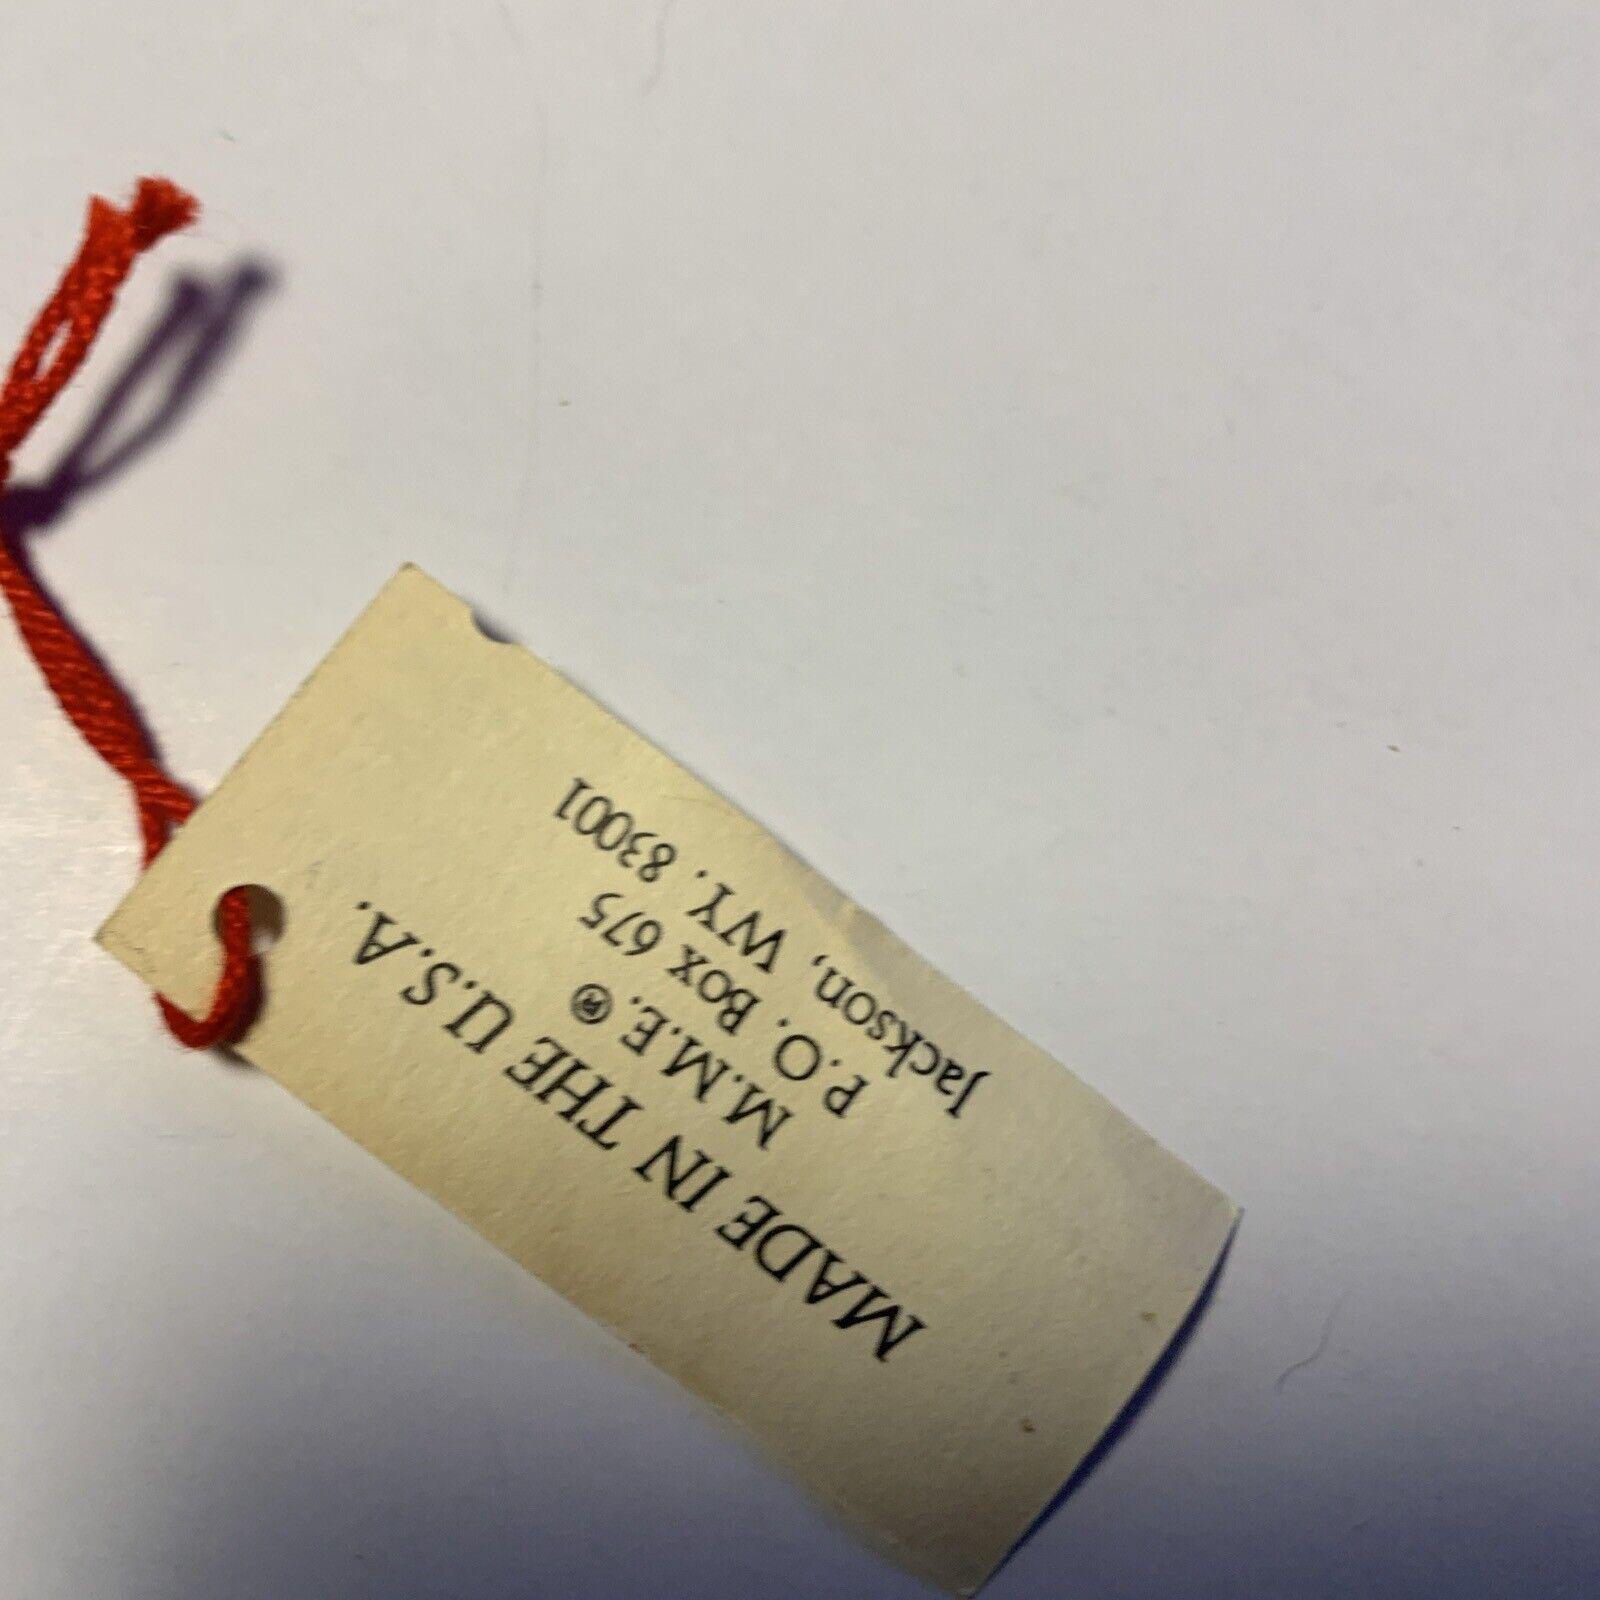 MADE IN THE U.S.A.
M.M.E.®
P.O. Box 675
Jackson, WY. 83001